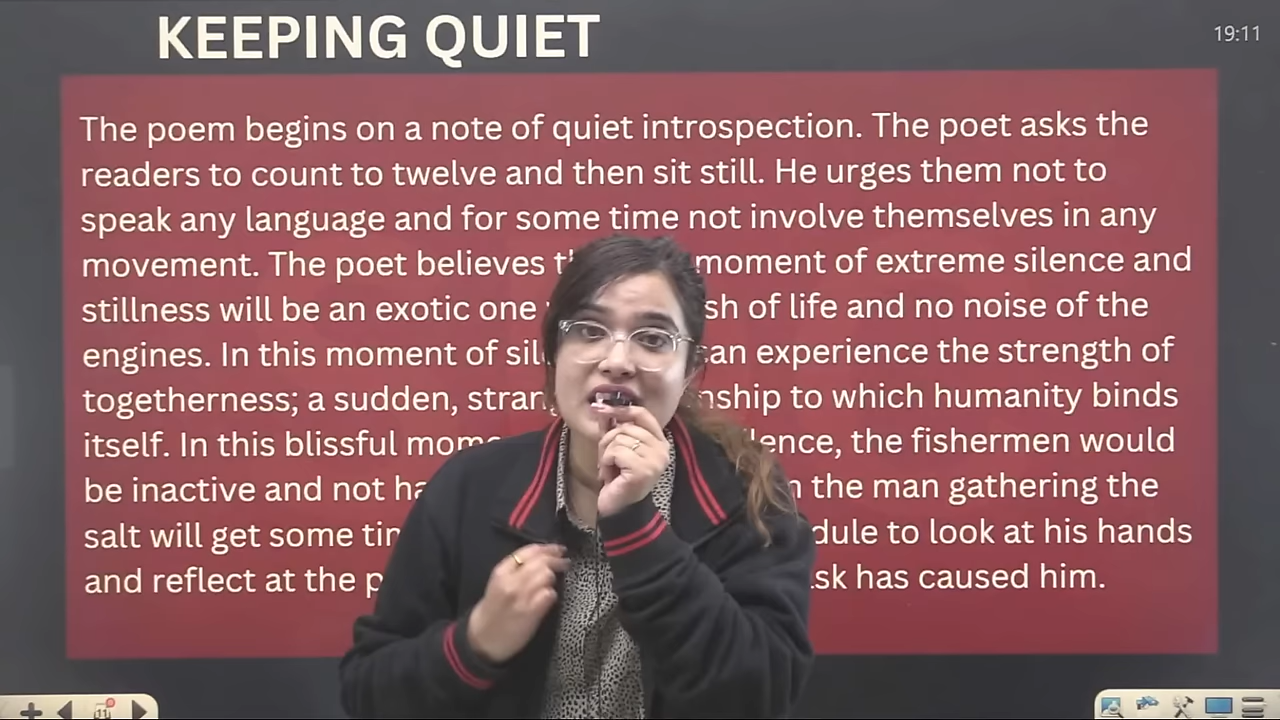 KEEPING QUIET
19:11
The poem begins on a note of quiet introspection. The poet asks the
readers to count to twelve and then sit still. He urges them not to
speak any language and for some time not involve themselves in any
movement. The poet believes moment of extreme silence and
stillness will be an exotic one of life and no noise of the
engines. In this moment of can experience the strength of
togetherness; a sudden, to which humanity binds
itself. In this blissful the fishermen would
be inactive and not the man gathering the
salt will get some to look at his hands
and reflect at the has caused him.
11